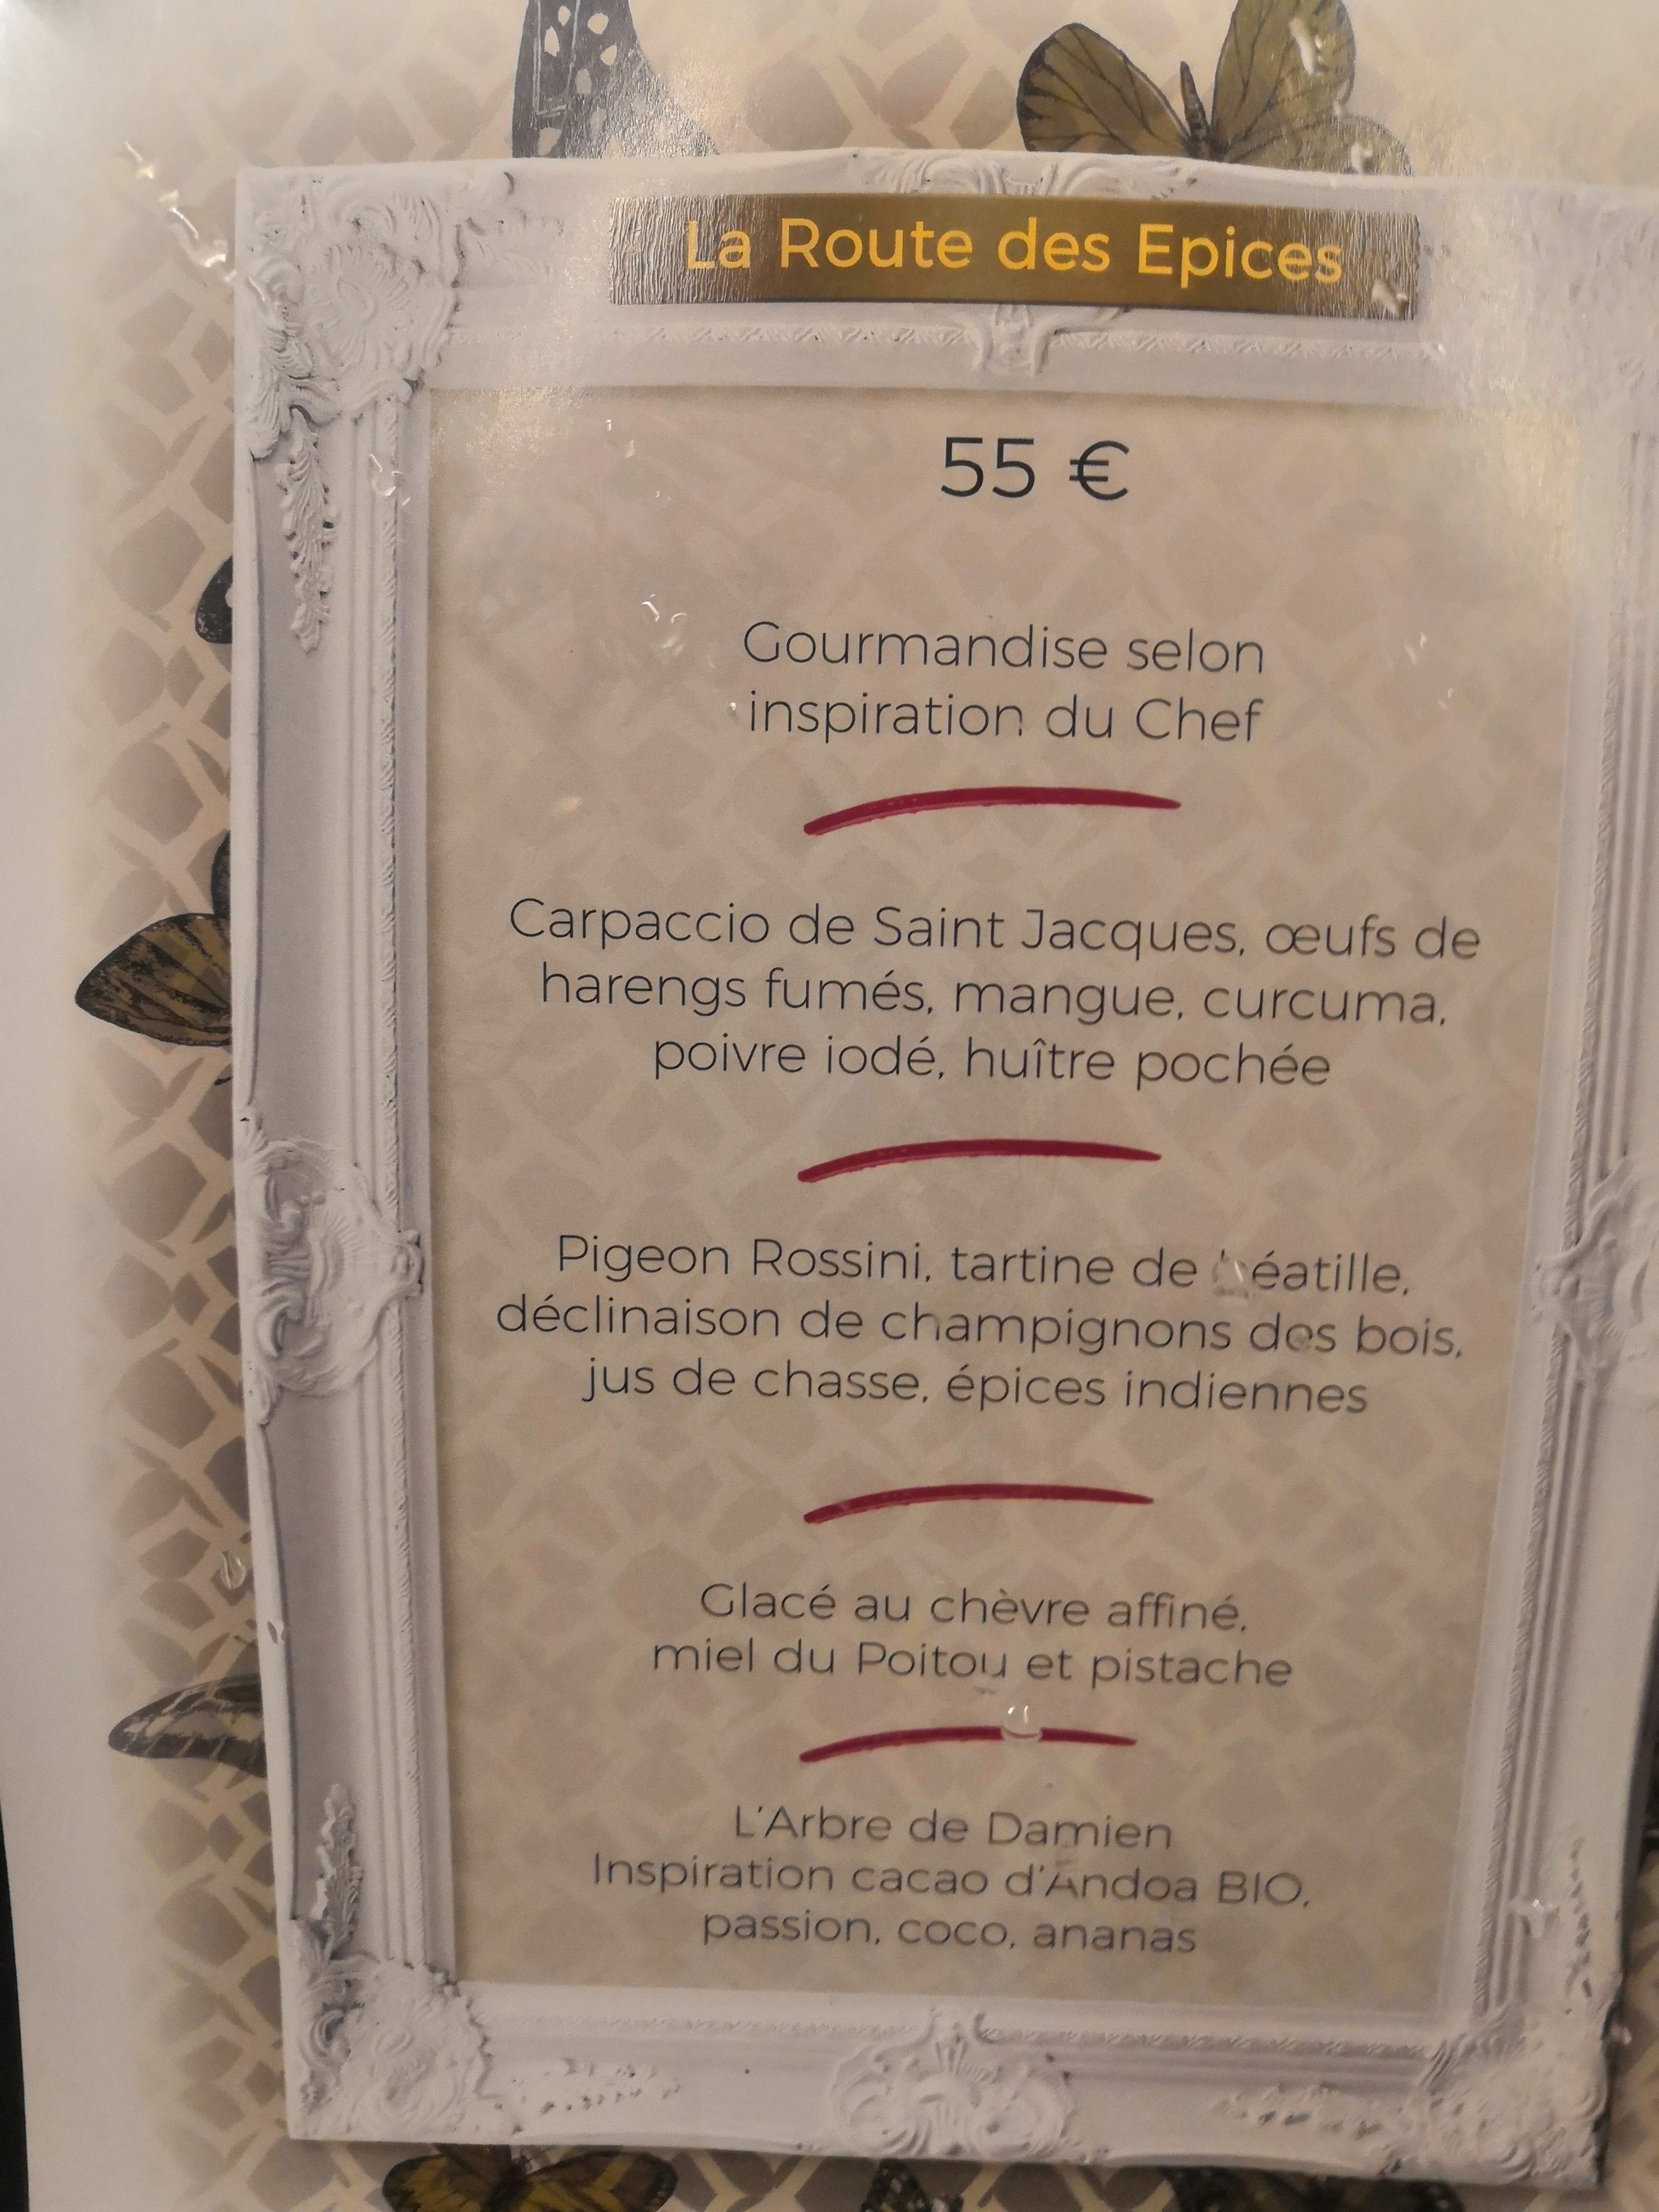 La Route des Epices
55 €
Gourmandise selon
inspiration du Chef
Carpaccio de Saint Jacques, œufs de
harengs fumés, mangue, curcuma,
poivre iodé, huître pochée
Pigeon Rossini, tartine de béatille,
déclinaison de champignons des bois,
jus de chasse, épices indiennes
Glacé au chèvre affiné,
miel du Poitou et pistache
L'Arbre de Damien
Inspiration cacao d'Andoa BIO,
passion, coco, ananas